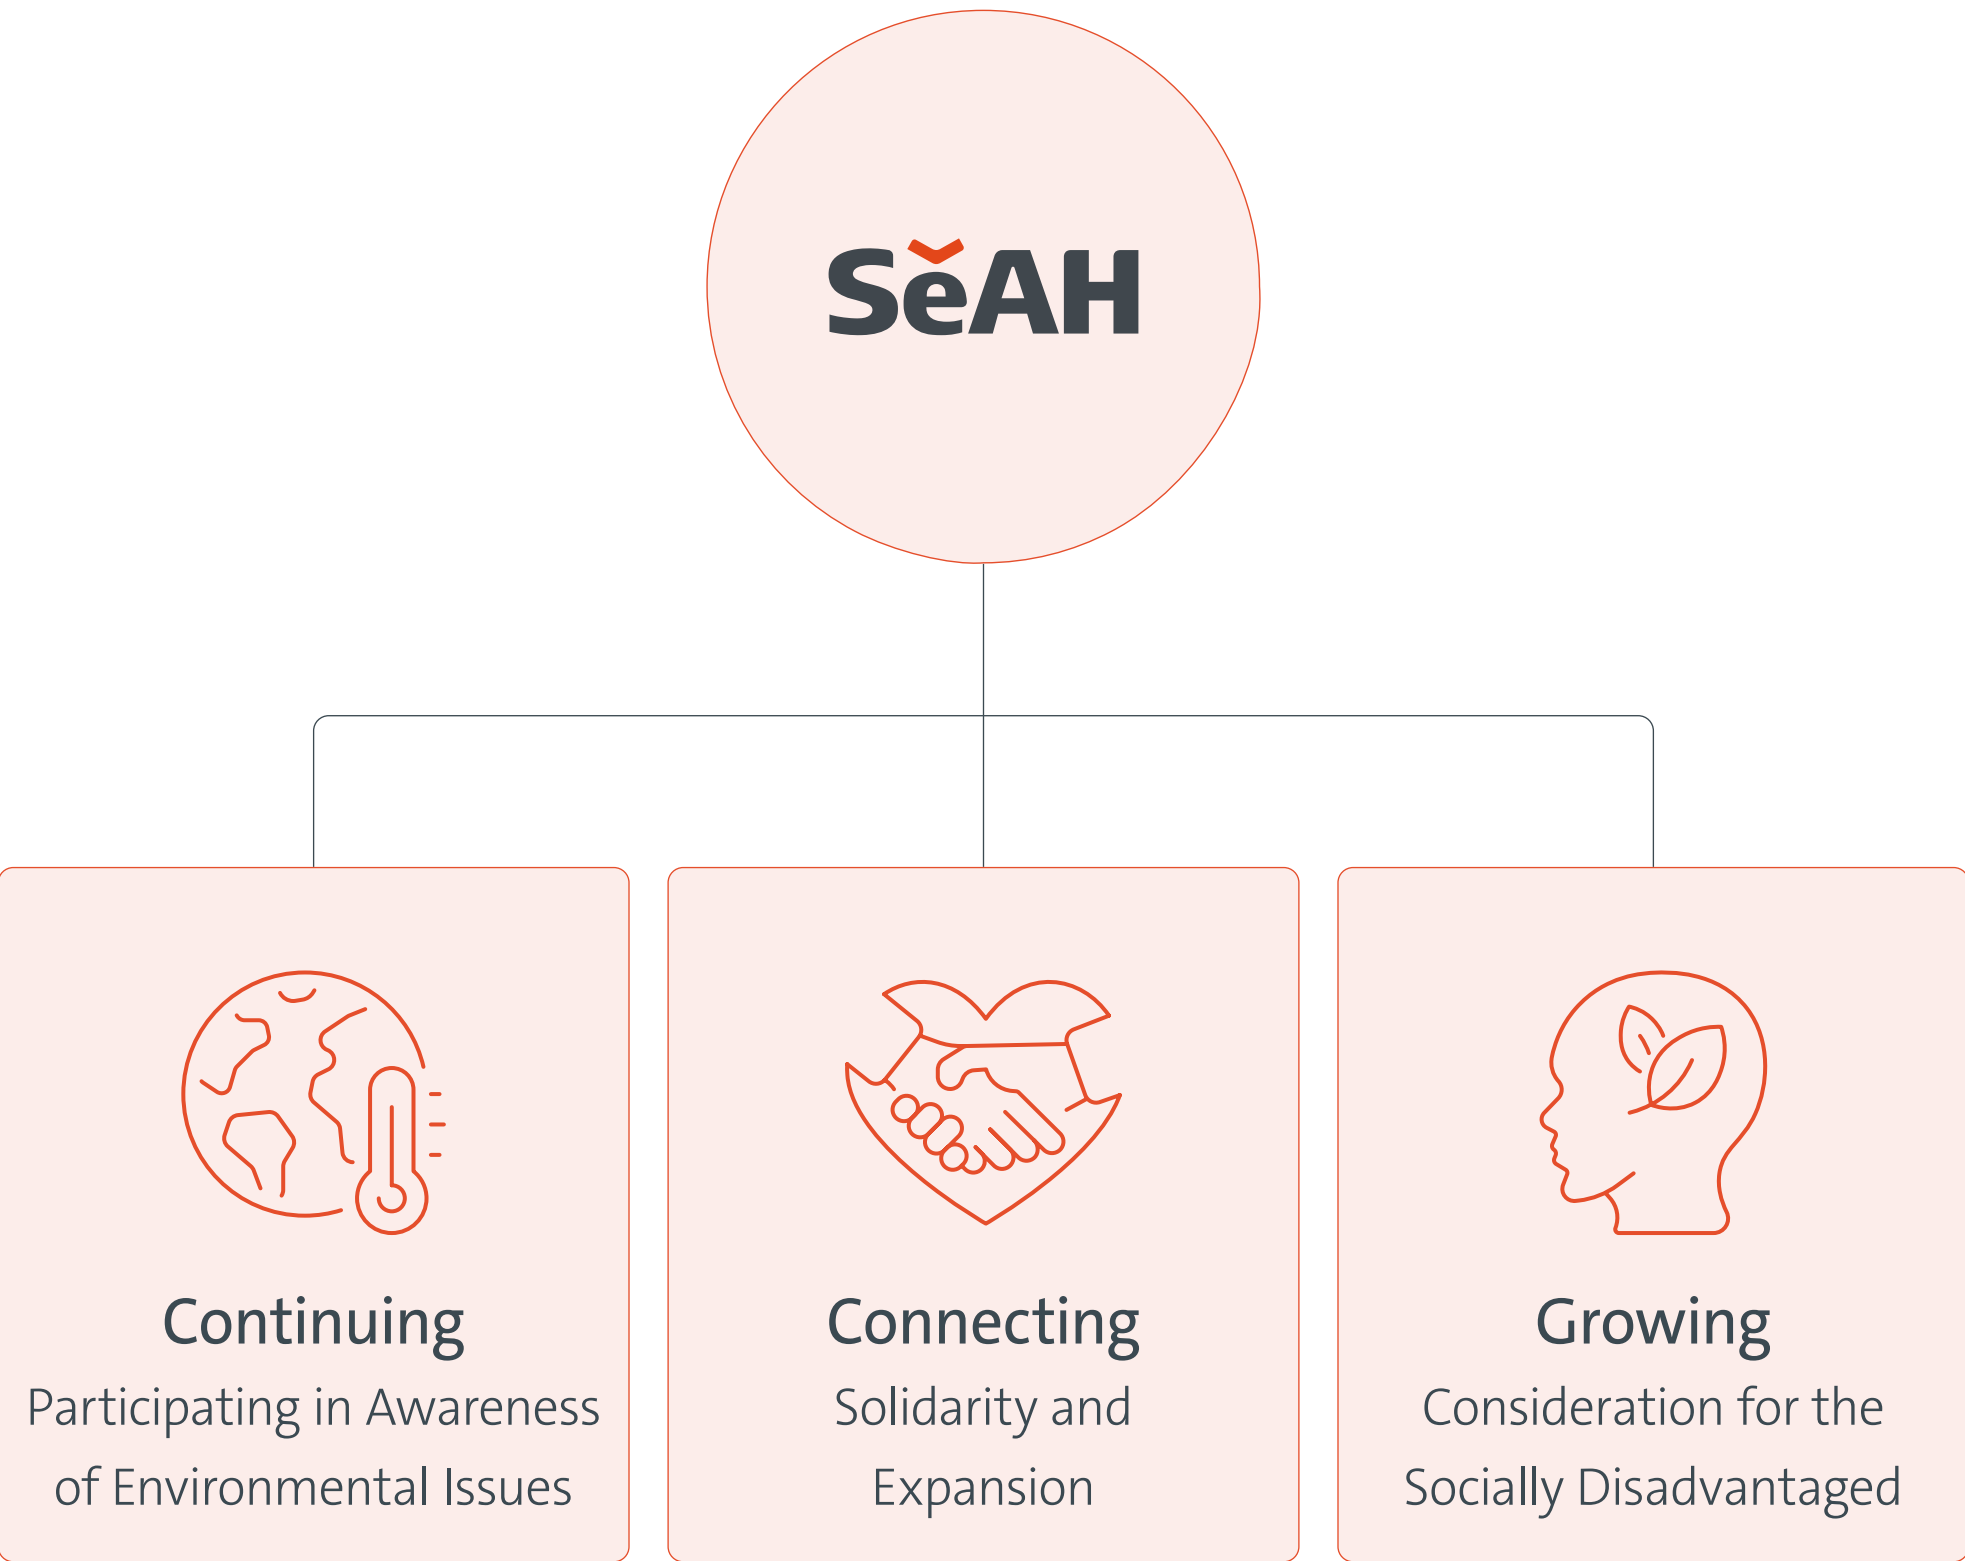 SeAH
Continuing
Participating in Awareness
of Environmental Issues
Connecting
Solidarity and
Expansion
Growing
Consideration for the
Socially Disadvantaged